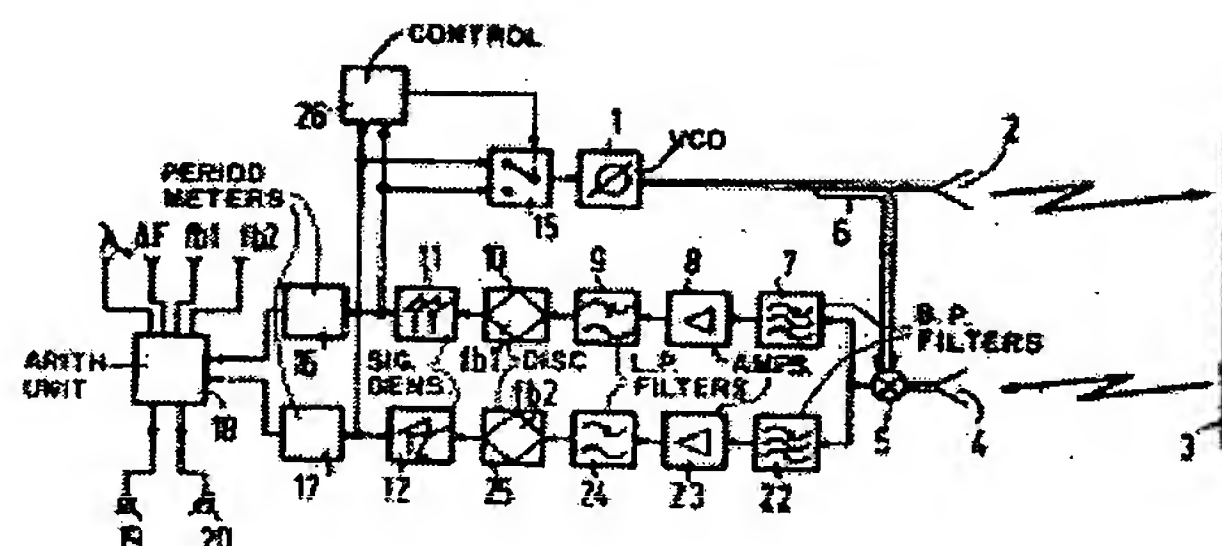 CONTROL
26
1
VCO
2
PERIOD
METERS
15
6
λ ΔF fb1 fb2
11
10
9
8
7
B.P.
FILTERS
ARITH
UNIT
16
SIG.
GENS
fb1
DISC
L.P.
FILTERS
AMPS
fb2
18
5
4
3
17
12
25
24
23
22
19
20